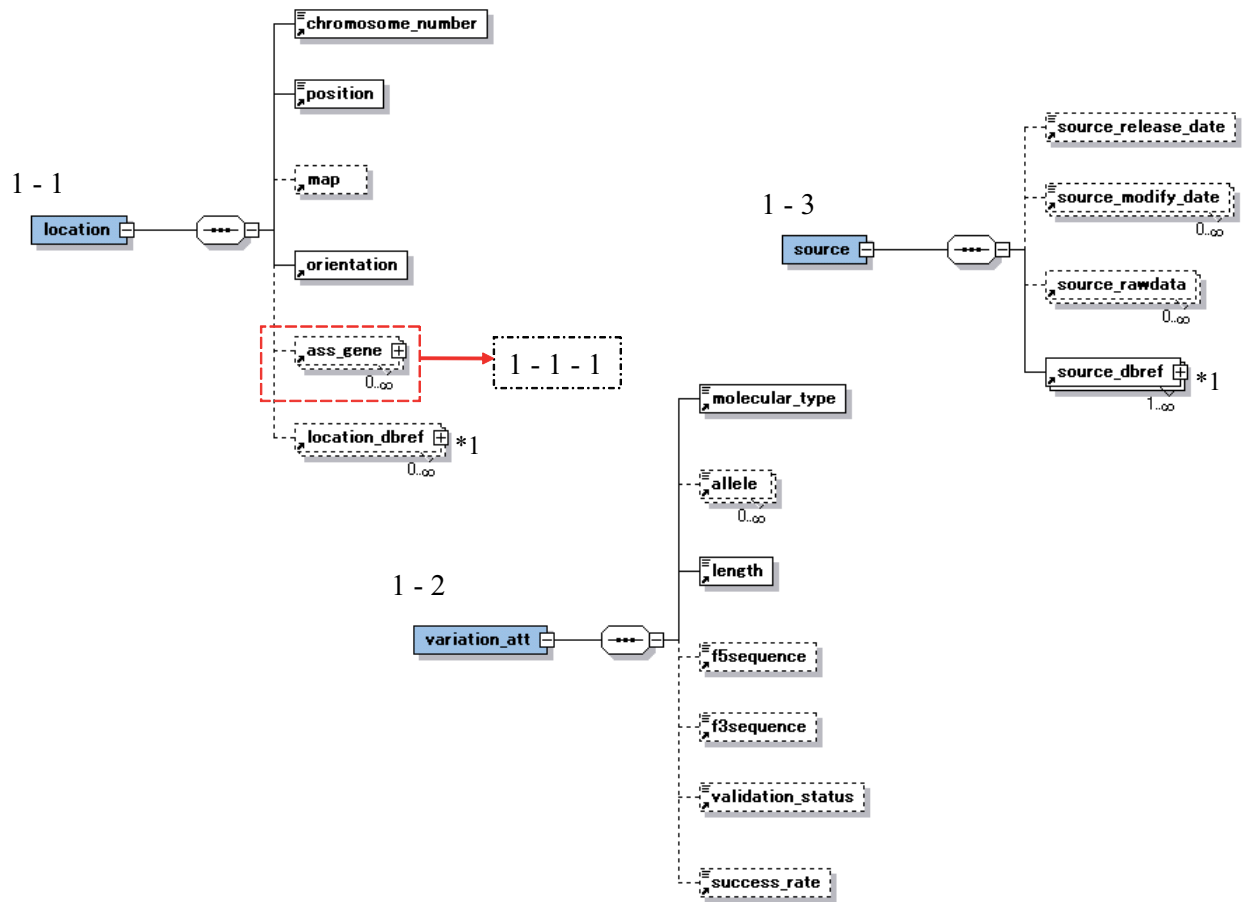 1 - 1
location
chromosome_number
position
map
orientation
ass_gene
0..∞
1 - 1 - 1
location_dbref
*1
0..∞
1 - 3
source
source_release_date
source_modify_date
0..∞
source_rawdata
0..∞
source_dbref
*1
1..∞
1 - 2
variation_att
molecular_type
allele
0..∞
length
f5sequence
f3sequence
validation_status
success_rate